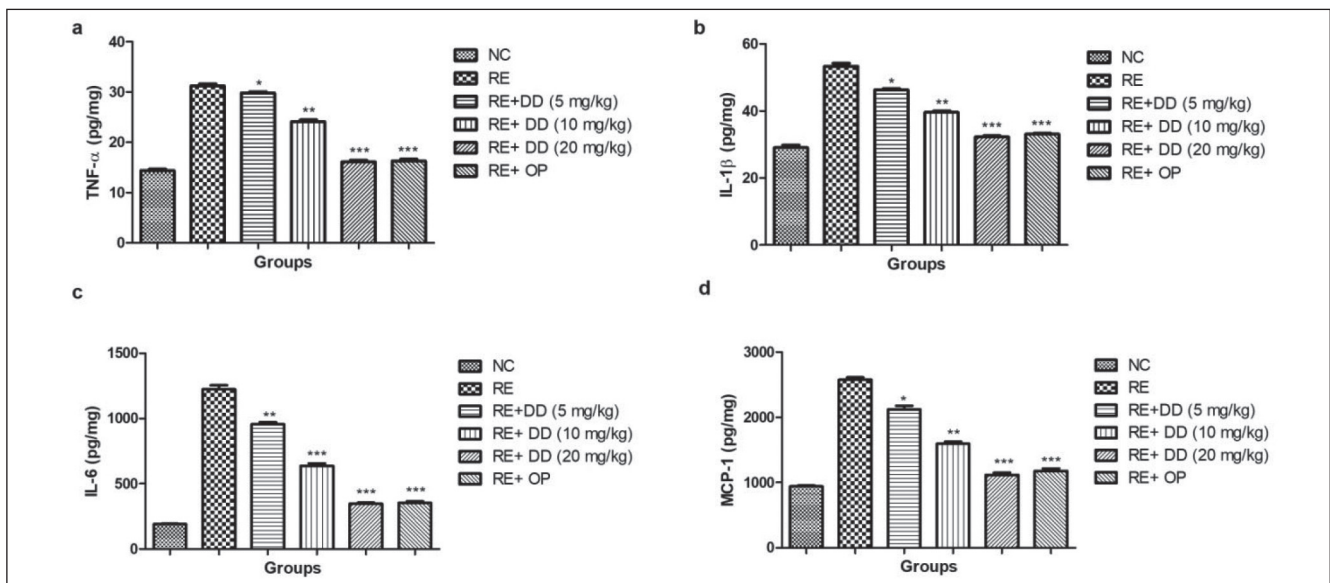 a
TNF-α (pg/mg)
40
30
20
10
0
*
**
***
***
Groups
NC
RE
RE+DD (5 mg/kg)
RE+ DD (10 mg/kg)
RE+ DD (20 mg/kg)
RE+ OP
b
IL-1β (pg/mg)
60
40
20
0
*
**
***
***
Groups
NC
RE
RE+DD (5 mg/kg)
RE+ DD (10 mg/kg)
RE+ DD (20 mg/kg)
RE+ OP
c
IL-6 (pg/mg)
1500
1000
500
0
**
***
***
***
Groups
NC
RE
RE+DD (5 mg/kg)
RE+ DD (10 mg/kg)
RE+ DD (20 mg/kg)
RE+ OP
d
MCP-1 (pg/mg)
3000
2000
1000
0
*
**
***
***
Groups
NC
RE
RE+DD (5 mg/kg)
RE+ DD (10 mg/kg)
RE+ DD (20 mg/kg)
RE+ OP